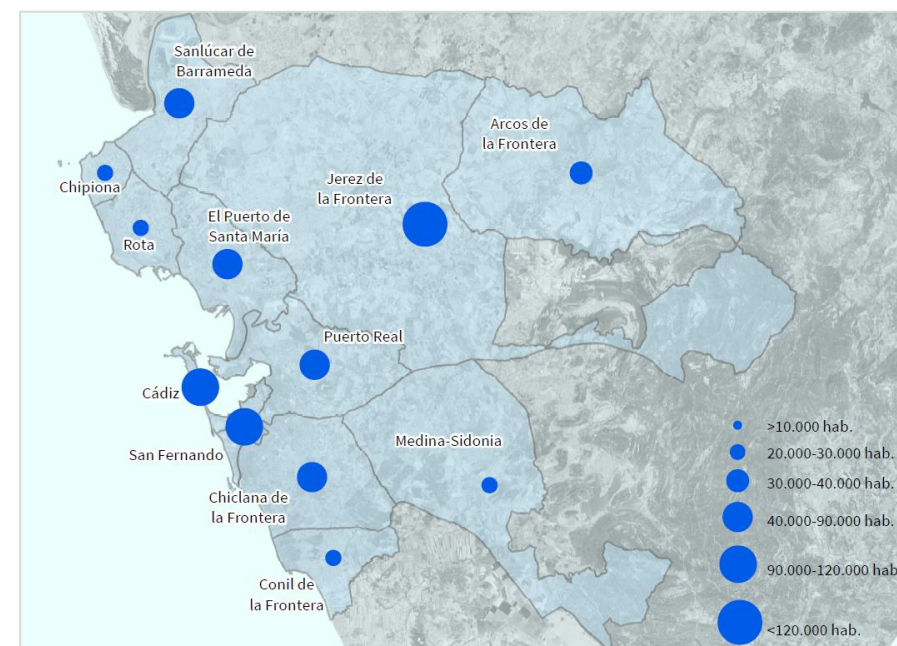 Sanlúcar de
Barrameda
Arcos de
la Frontera
Chipiona
Jerez de
la Frontera
El Puerto de
Santa María
Rota
Puerto Real
Cádiz
San Fernando
Medina-Sidonia
Chiclana de
la Frontera
Conil de
la Frontera
>10.000 hab.
20.000-30.000 hab.
30.000-40.000 hab.
40.000-90.000 hab.
90.000-120.000 hab
<120.000 hab.